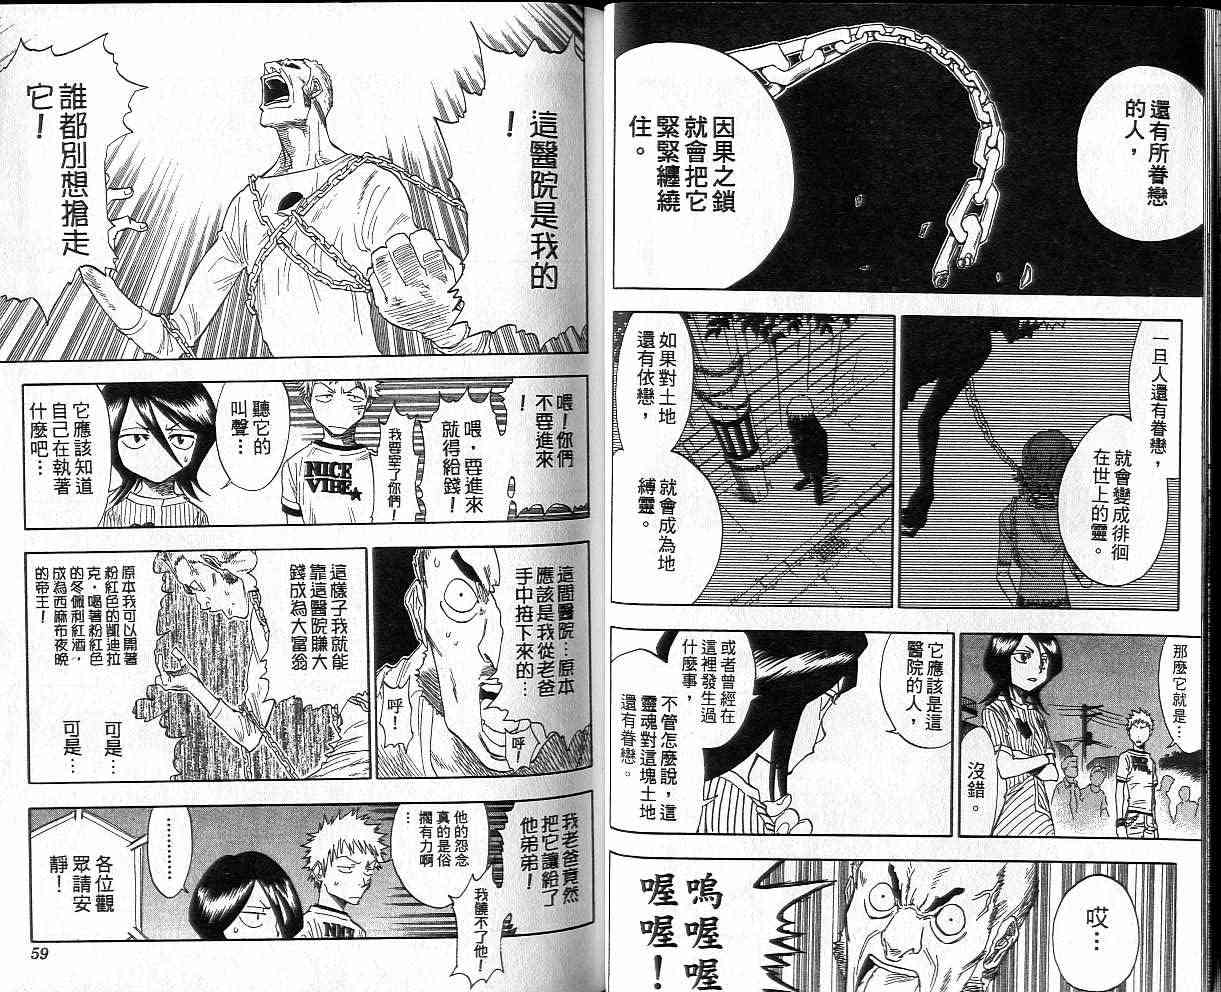 還有所眷戀
的人，
因果之鎖
就會把它
緊緊纏繞
住。
一旦人還有眷戀，
就會變成徘徊
在世上的靈。
如果對土地
還有依戀，
就會成為地
縛靈。
那麼它就是…
沒錯。
它應該是這
醫院的人，
或者曾經在
這裡發生過
什麼事，
不管怎麼說，這
靈魂對這塊土地
還有眷戀。
哎…
嗚喔喔
喔喔！
這醫院是我的
！
誰都別想搶走
它！
喂！你們
不要進來
！
喂．要進來
就得給錢！
我要宰了你們！
NICE
VIBE
聽它的
叫聲…
它應該知道
自己在執著
什麼吧…
這間醫院…原本
應該是我從老爸
手中接下來的…
呼！
呼！
這樣子我就能
靠這醫院賺大
錢成為大富翁
原本我可以開著
粉紅色的凱迪拉
克．喝著粉紅色
的冬佩利紅酒，
成為西麻布夜晚
的帝王！
可是…
可是…
我老爸竟然
把它讓給了
他弟弟！
我饒不了他！
他的怨念
真的是俗
擱有力啊
…
NICE
………
各位觀
眾請安
靜！
59